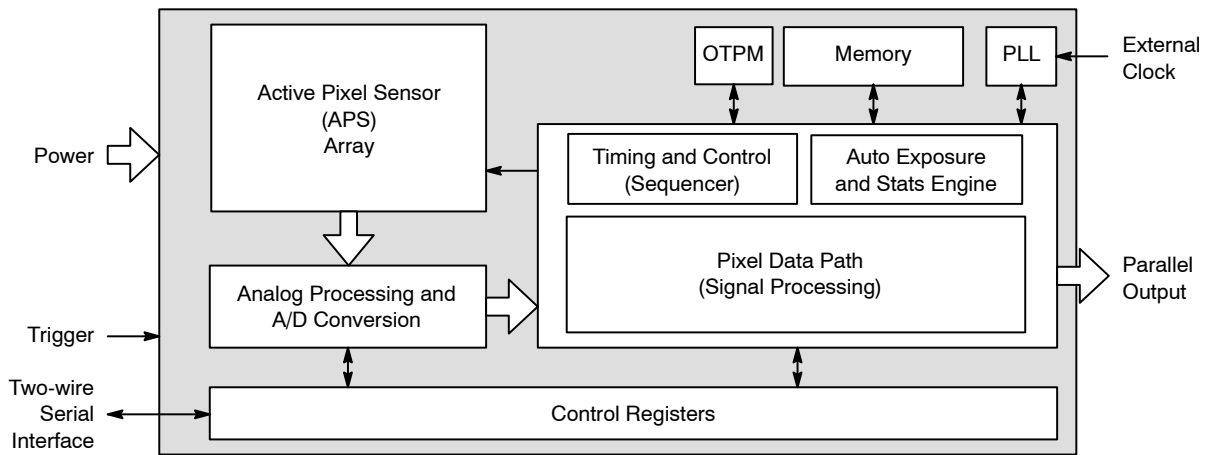 Active Pixel Sensor
(APS)
Array
OTPM
Memory
PLL
External
Clock
Power
Timing and Control
(Sequencer)
Auto Exposure
and Stats Engine
Pixel Data Path
(Signal Processing)
Parallel
Output
Analog Processing and
A/D Conversion
Trigger
Two-wire
Serial
Interface
Control Registers